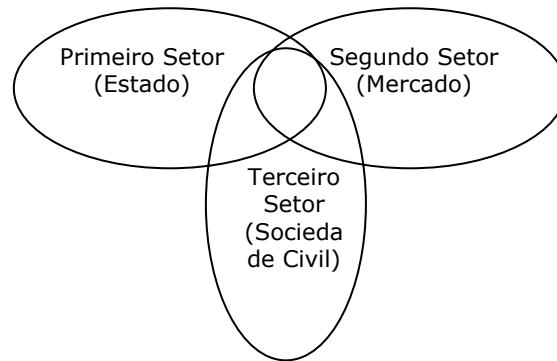 Primeiro Setor
(Estado)
Segundo Setor
(Mercado)
Terceiro
Setor
(Socieda
de Civil)